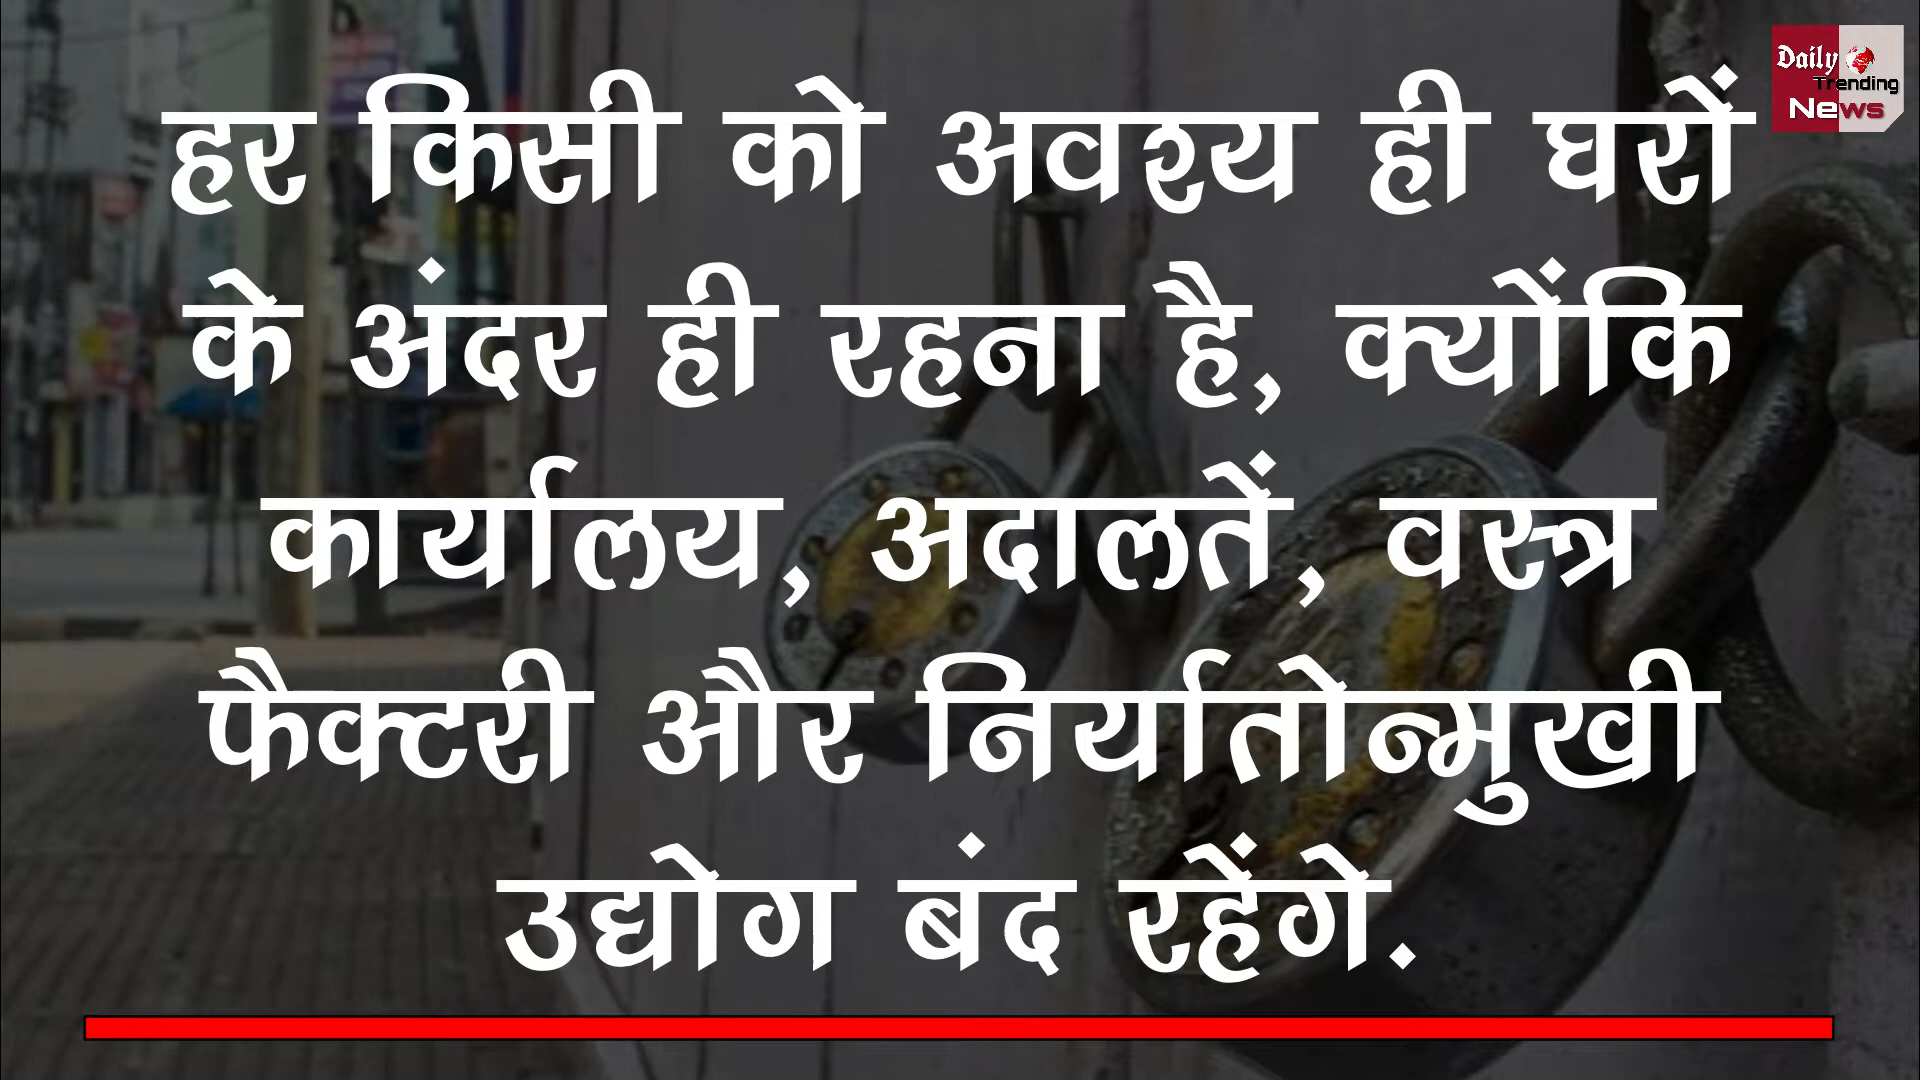 Daily
Trending
News
हर किसी को अवश्य ही घरों
के अंदर ही रहना है, क्योंकि
कार्यालय, अदालतें, वस्त्र
फैक्टरी और निर्यातोन्मुखी
उद्योग बंद रहेंगे.